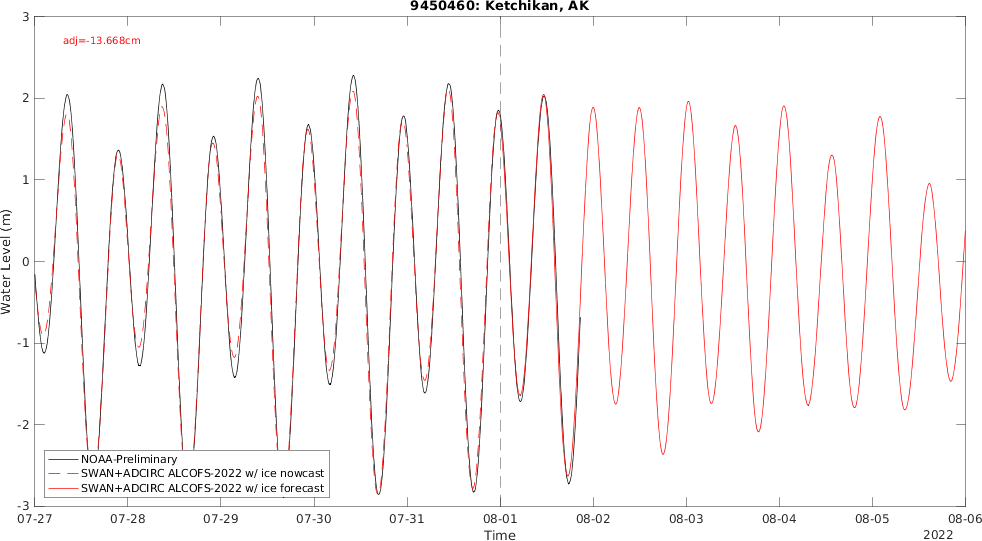 9450460: Ketchikan, AK
adj=-13.668cm
3
2
1
0
-1
-2
-3
Water Level (m)
NOAA-Preliminary
SWAN+ADCIRC ALCOFS-2022 w/ ice nowcast
SWAN+ADCIRC ALCOFS-2022 w/ ice forecast
07-27 07-28 07-29 07-30 07-31 08-01 08-02 08-03 08-04 08-05 08-06
Time
2022